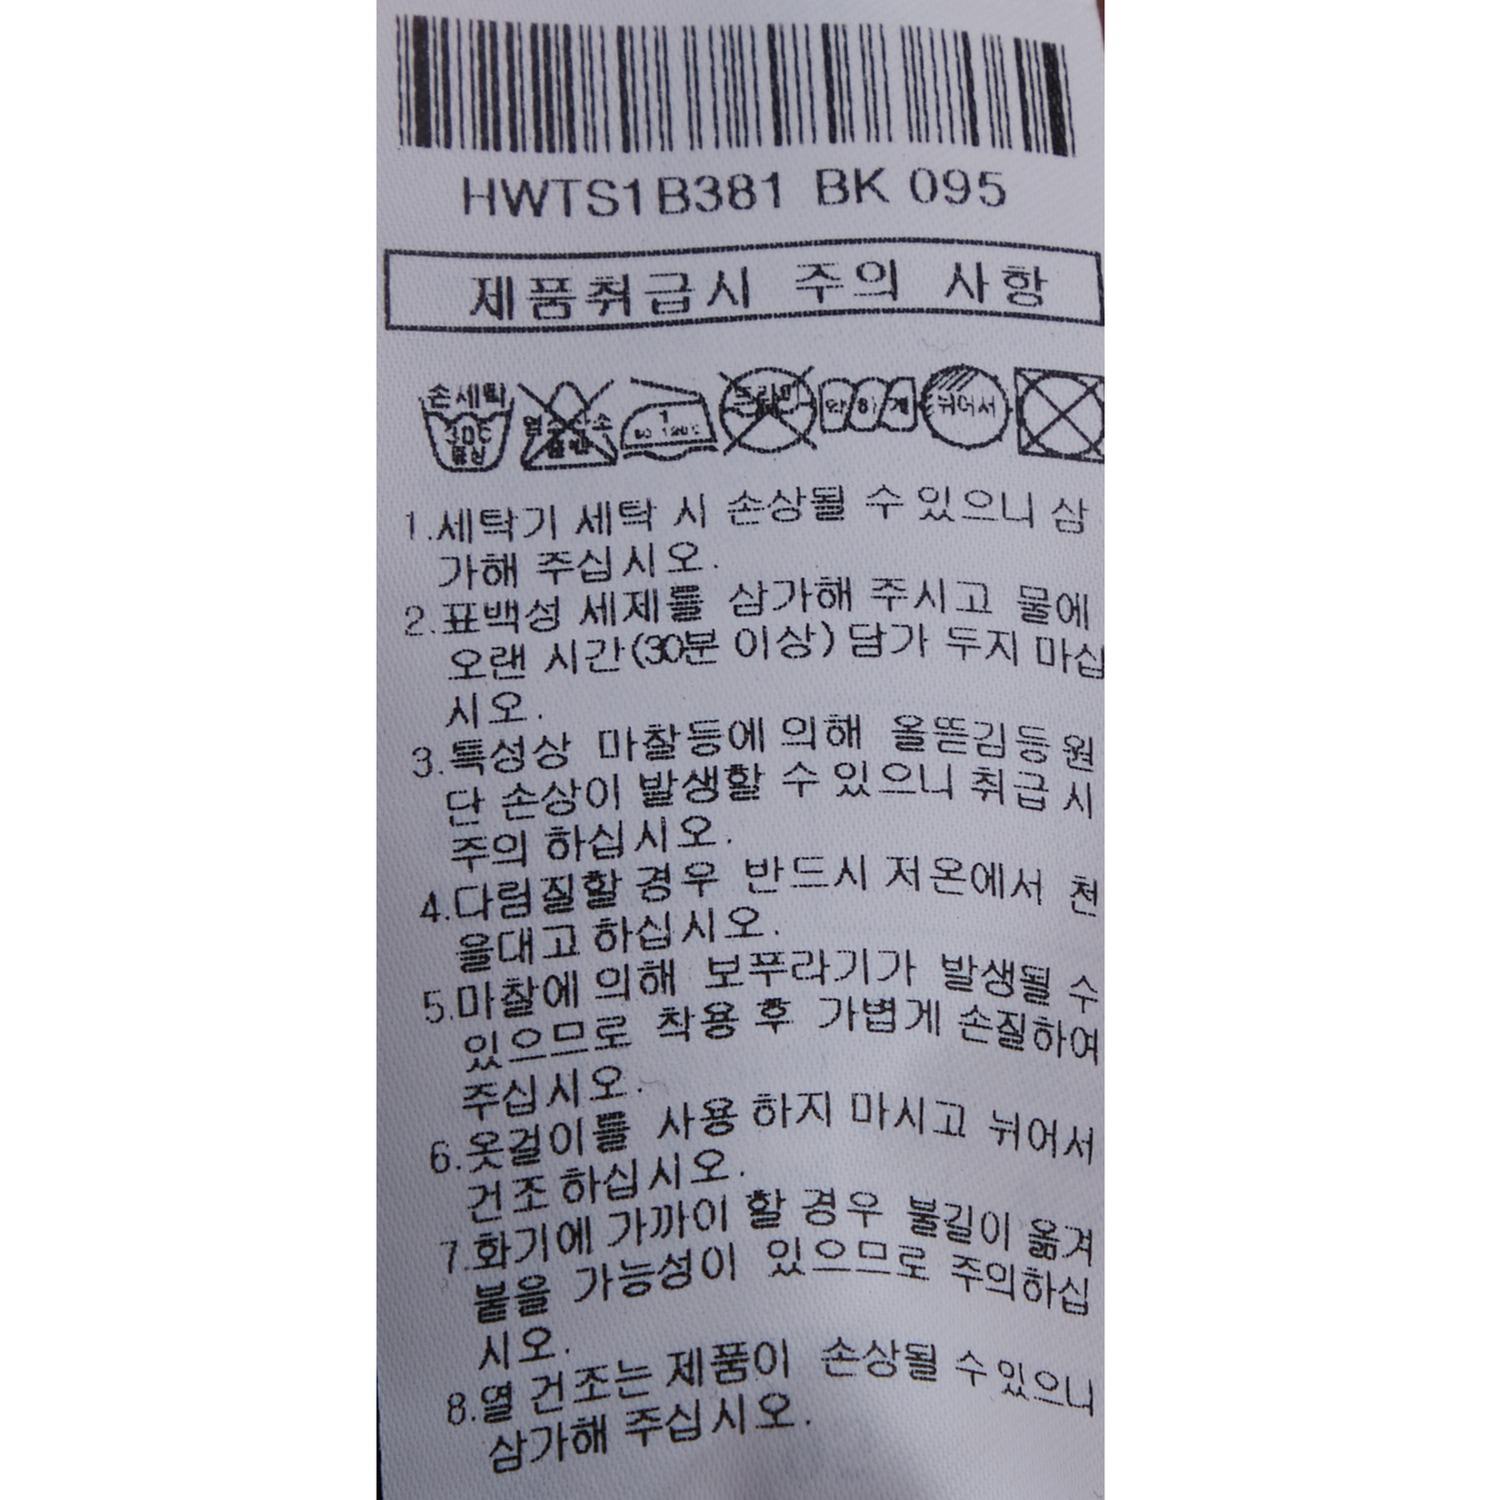 HWTS1B381 BK 095
제품취급시 주의 사항
손세탁 약하게 뉘어서
30℃
중성
1.세탁기 세탁 시 손상될 수 있으니 삼
가해 주십시오.
2.표백성 세제를 삼가해 주시고 물에
오랜 시간(30분 이상) 담가 두지 마십
시오.
3.특성상 마찰등에 의해 올뜯김등 원
단 손상이 발생할 수 있으니 취급 시
주의 하십시오.
4.다림질할 경우 반드시 저온에서 천
을대고 하십시오.
5.마찰에 의해 보푸라기가 발생될 수
있으므로 착용 후 가볍게 손질하여
주십시오.
6.옷걸이를 사용 하지 마시고 뉘어서
건조 하십시오.
7.화기에 가까이 할 경우 불길이 옮겨
붙을 가능성이 있으므로 주의하십
시오.
8.열 건조는 제품이 손상될 수 있으니
삼가해 주십시오.